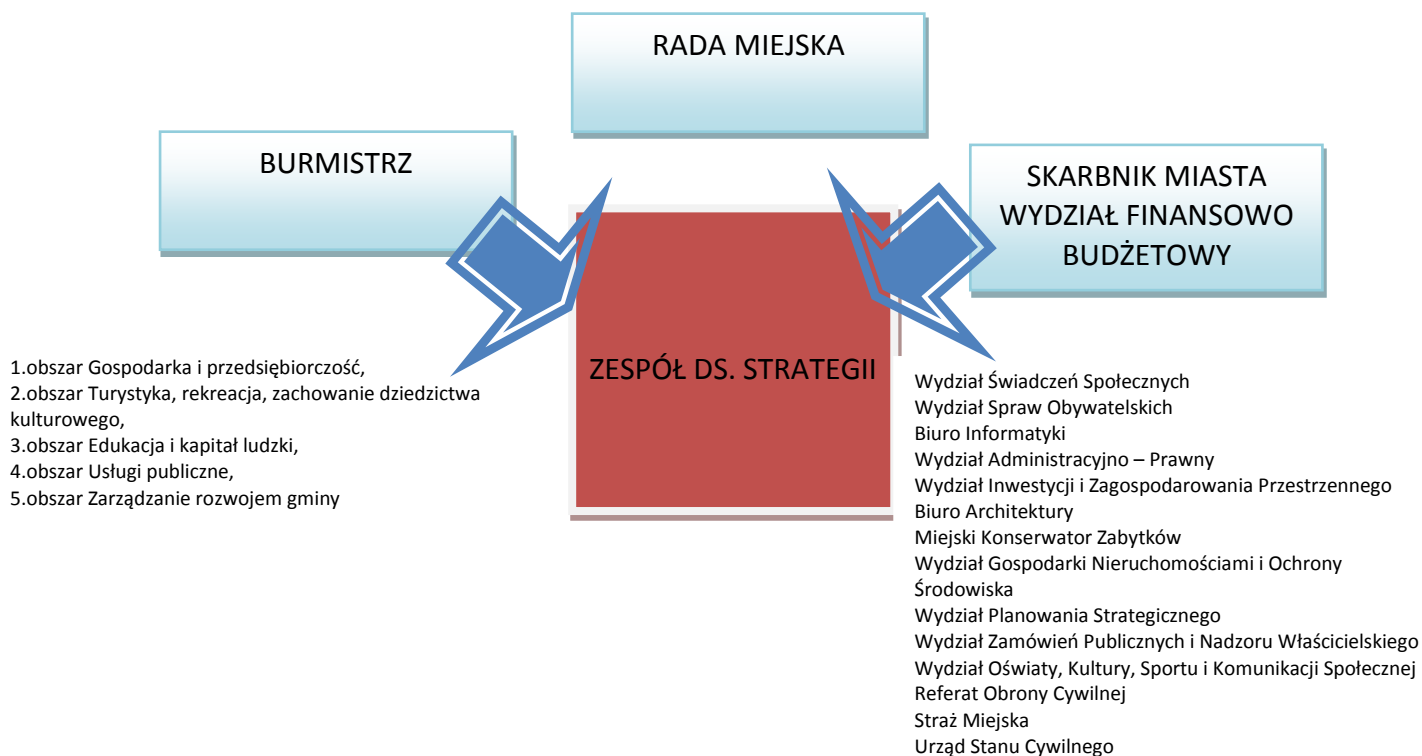 RADA MIEJSKA
BURMISTRZ
SKARBNIK MIASTA
WYDZIAŁ FINANSOWO
BUDŻETOWY
ZESPÓŁ DS. STRATEGII
1.obszar Gospodarka i przedsiębiorczość,
2.obszar Turystyka, rekreacja, zachowanie dziedzictwa
kulturowego,
3.obszar Edukacja i kapitał ludzki,
4.obszar Usługi publiczne,
5.obszar Zarządzanie rozwojem gminy
Wydział Świadczeń Społecznych
Wydział Spraw Obywatelskich
Biuro Informatyki
Wydział Administracyjno – Prawny
Wydział Inwestycji i Zagospodarowania Przestrzennego
Biuro Architektury
Miejski Konserwator Zabytków
Wydział Gospodarki Nieruchomościami i Ochrony
Środowiska
Wydział Planowania Strategicznego
Wydział Zamówień Publicznych i Nadzoru Właścicielskiego
Wydział Oświaty, Kultury, Sportu i Komunikacji Społecznej
Referat Obrony Cywilnej
Straż Miejska
Urząd Stanu Cywilnego